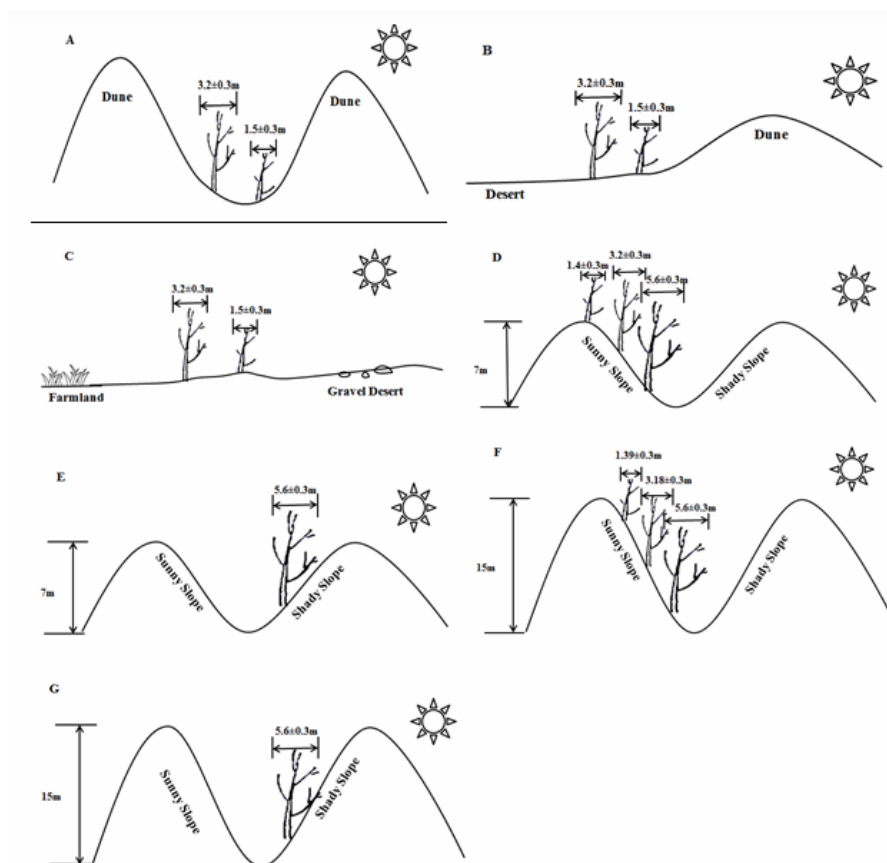 A
3.2±0.3m
Dune
Dune
1.5±0.3m
B
3.2±0.3m
1.5±0.3m
Dune
Desert
C
3.2±0.3m
1.5±0.3m
Farmland
Gravel Desert
D
3.2±0.3m
1.4±0.3m
5.6±0.3m
7m
Sunny Slope
Shady Slope
E
5.6±0.3m
7m
Sunny Slope
Shady Slope
F
1.39±0.3m
3.18±0.3m
5.6±0.3m
15m
Sunny Slope
Shady Slope
G
5.6±0.3m
15m
Sunny Slope
Shady Slope